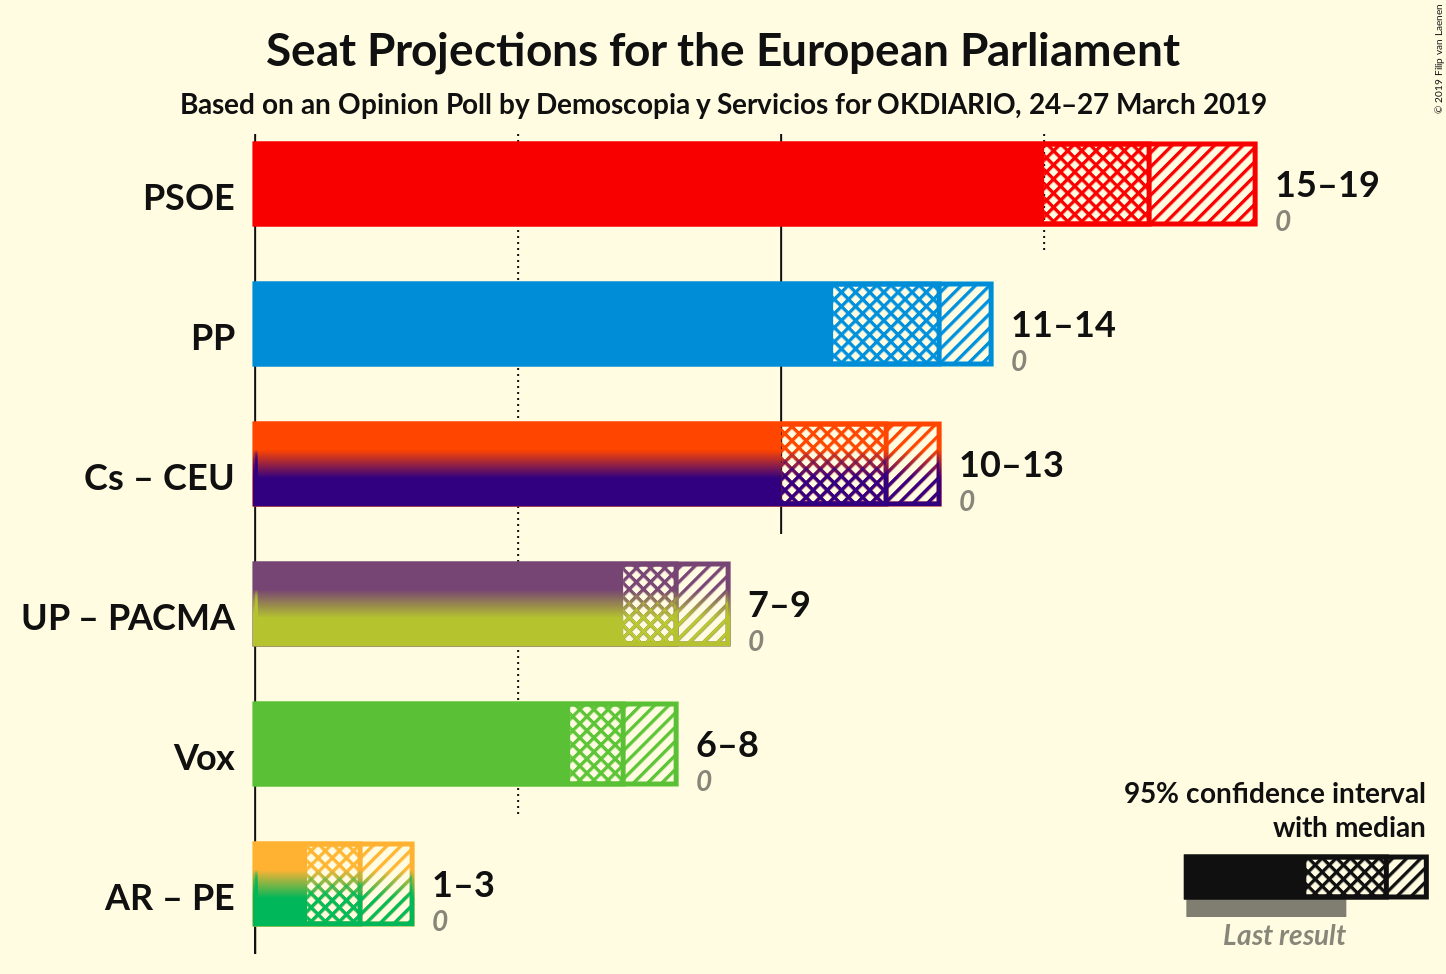 Seat Projections for the European Parliament
Based on an Opinion Poll by Demoscopia y Servicios for OKDIARIO, 24–27 March 2019
© 2019 Filip van Laenen
PSOE
15–19
0
PP
11–14
0
Cs – CEU
10–13
0
UP – PACMA
7–9
0
Vox
6–8
0
AR – PE
1–3
0
95% confidence interval
with median
Last result